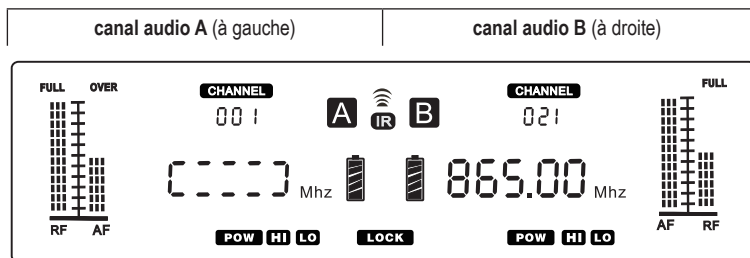 canal audio A (à gauche) canal audio B (à droite)
FULL OVER CHANNEL CHANNEL FULL
001 A IR B 021
[----] Mhz 865.00 Mhz
RF AF AF RF
POW HI LO LOCK POW HI LO